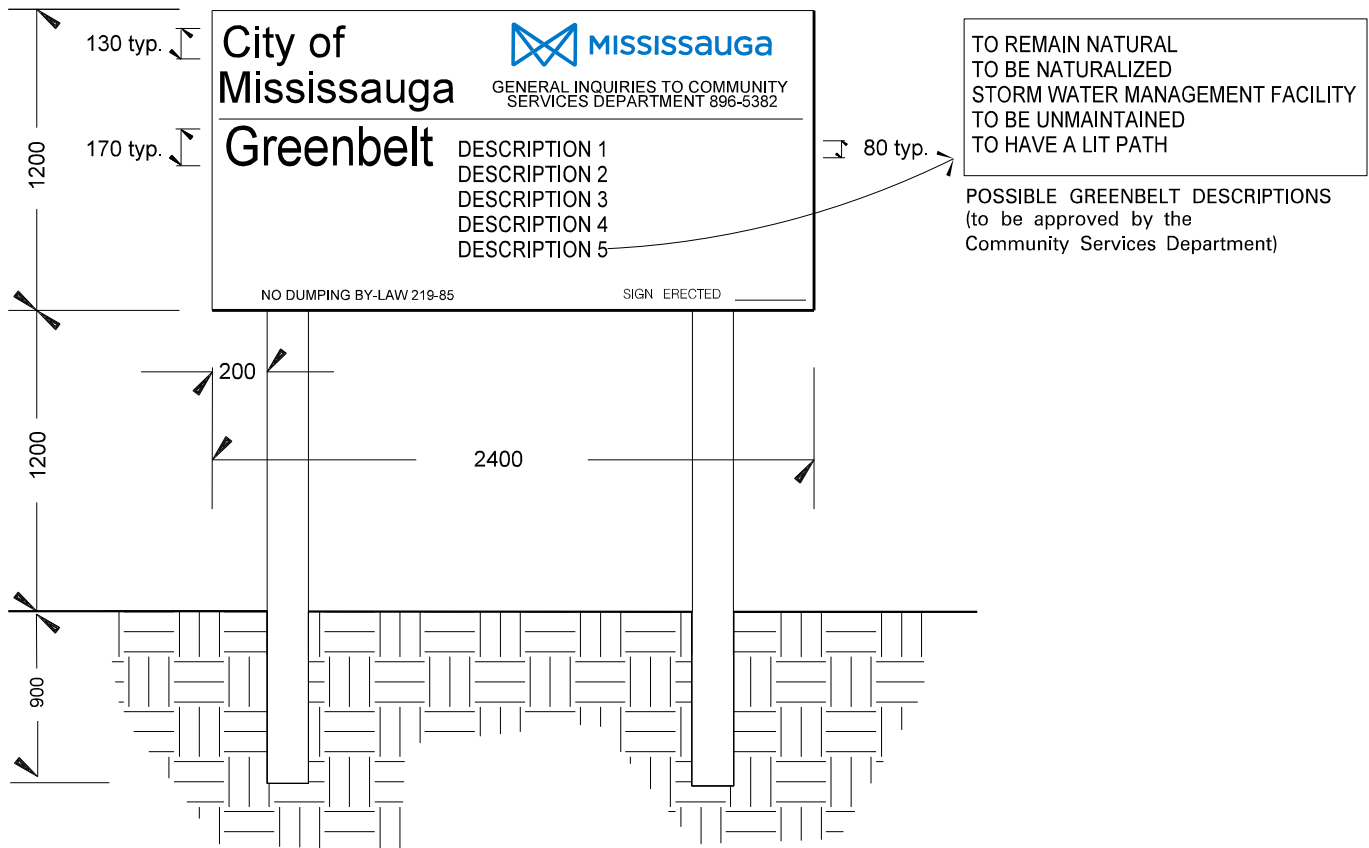 130 typ.
City of
Mississauga
MISSISSAUGA
GENERAL INQUIRIES TO COMMUNITY
SERVICES DEPARTMENT 896-5382
170 typ.
Greenbelt
DESCRIPTION 1
DESCRIPTION 2
DESCRIPTION 3
DESCRIPTION 4
DESCRIPTION 5
80 typ.
TO REMAIN NATURAL
TO BE NATURALIZED
STORM WATER MANAGEMENT FACILITY
TO BE UNMAINTAINED
TO HAVE A LIT PATH
POSSIBLE GREENBELT DESCRIPTIONS
(to be approved by the
Community Services Department)
1200
NO DUMPING BY-LAW 219-85
SIGN ERECTED
200
1200
2400
900